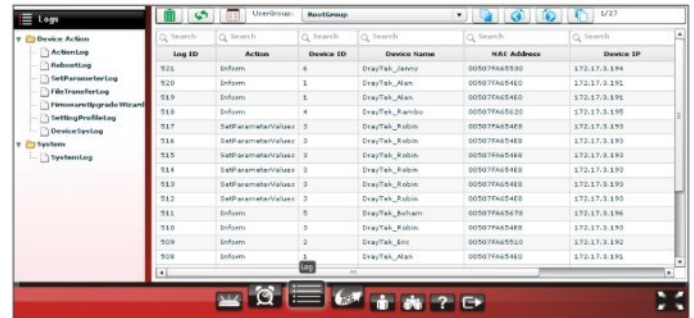 Logs
UserGroup: RootGroup 1/27
Device Action
ActionLog
RebootLog
SetParameterLog
FileTransferLog
FirmwareUpgrade Wizard
SettingProfileLog
DeviceSysLog
System
SystemLog
Search Search Search Search Search Search
Log ID Action Device ID Device Name MAC Address Device IP
521 Inform 6 DrayTek_Jenny 00507FA65530 172.17.3.194
520 Inform 1 DrayTek_Alan 00507FA654E0 172.17.3.191
519 Inform 1 DrayTek_Alan 00507FA654E0 172.17.3.191
518 Inform 4 DrayTek_Rambo 00507FA65620 172.17.3.195
517 SetParameterValues 3 DrayTek_Robin 00507FA654E8 172.17.3.193
516 SetParameterValues 3 DrayTek_Robin 00507FA654E8 172.17.3.193
515 SetParameterValues 3 DrayTek_Robin 00507FA654E8 172.17.3.193
514 SetParameterValues 3 DrayTek_Robin 00507FA654E8 172.17.3.193
513 SetParameterValues 3 DrayTek_Robin 00507FA654E8 172.17.3.193
512 SetParameterValues 3 DrayTek_Robin 00507FA654E8 172.17.3.193
511 Inform 5 DrayTek_Boham 00507FA65678 172.17.3.196
510 Inform 3 DrayTek_Robin 00507FA654E8 172.17.3.193
509 Inform 2 DrayTek_Eric 00507FA65510 172.17.3.192
508 Inform 1 DrayTek_Alan 00507FA654E0 172.17.3.191
Log